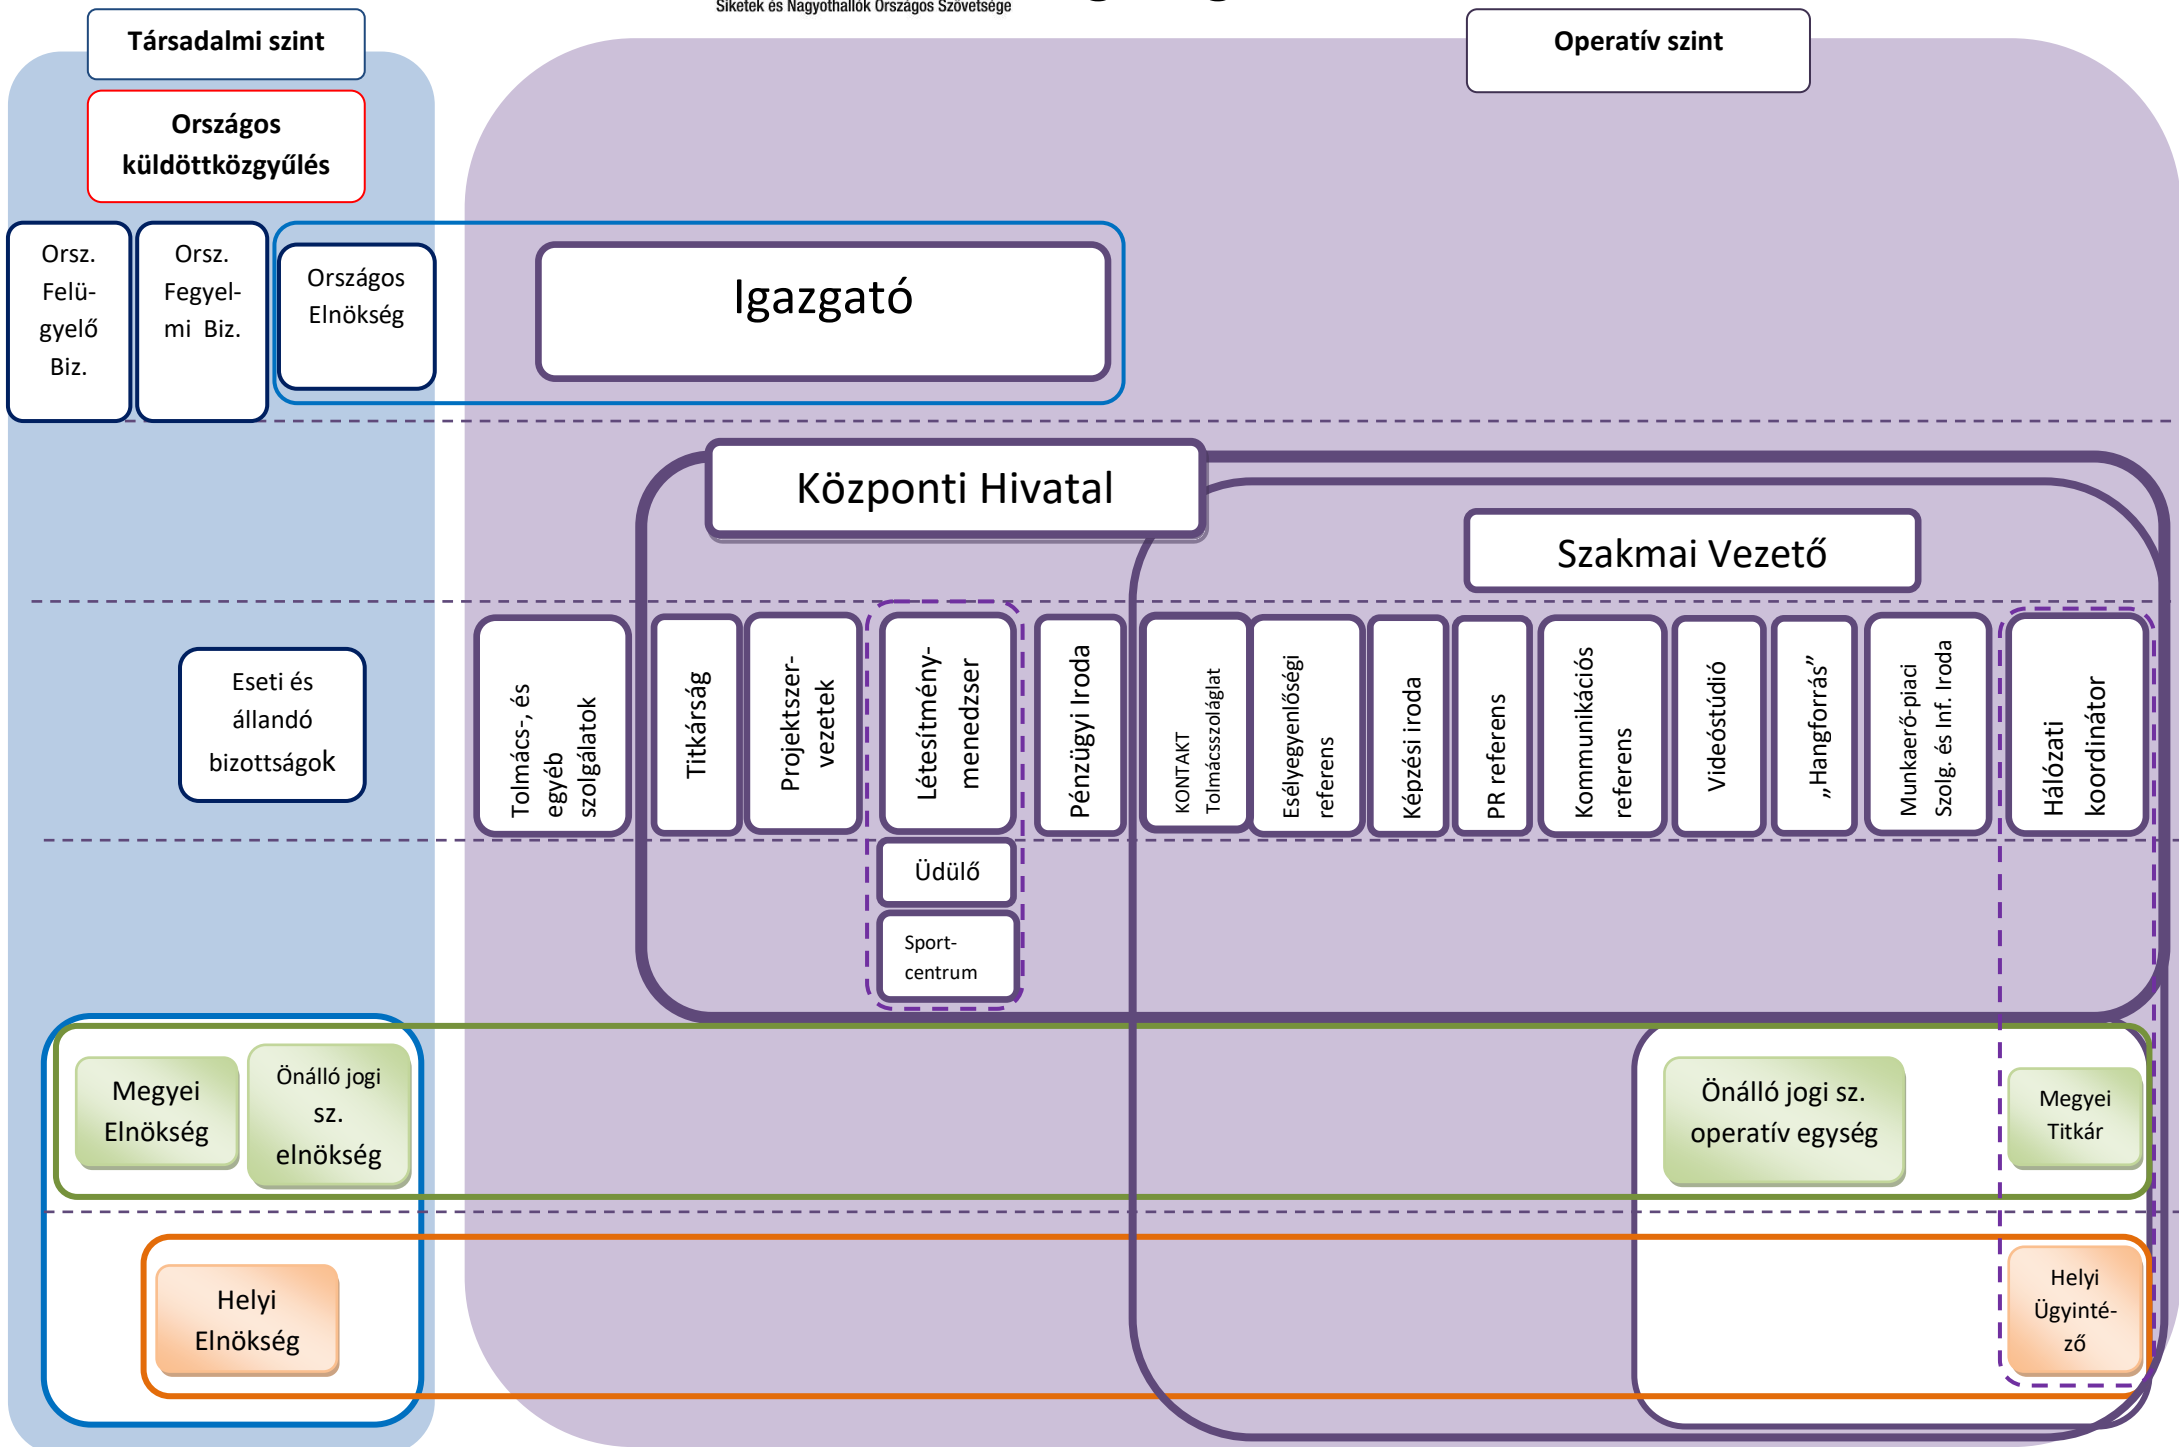 Siketek és Nagyothallók Országos Szövetsége
Társadalmi szint
Operatív szint
Országos
küldöttközgyűlés
Orsz.
Felü-
gyelő
Biz.
Orsz.
Fegyel-
mi Biz.
Országos
Elnökség
Igazgató
Központi Hivatal
Szakmai Vezető
Eseti és
állandó
bizottságok
Tolmács-, és
egyéb
szolgálatok
Titkárság
Projektszer-
vezetek
Létesítmény-
menedzser
Pénzügyi Iroda
KONTAKT
Tolmácsszoláglat
Esélyegyenlőségi
referens
Képzési iroda
PR referens
Kommunikációs
referens
Videóstúdió
„Hangforrás”
Munkaerő-piaci
Szolg. és Inf. Iroda
Hálózati
koordinátor
Üdülő
Sport-
centrum
Megyei
Elnökség
Önálló jogi
sz.
elnökség
Önálló jogi sz.
operatív egység
Megyei
Titkár
Helyi
Elnökség
Helyi
Ügyinté-
ző